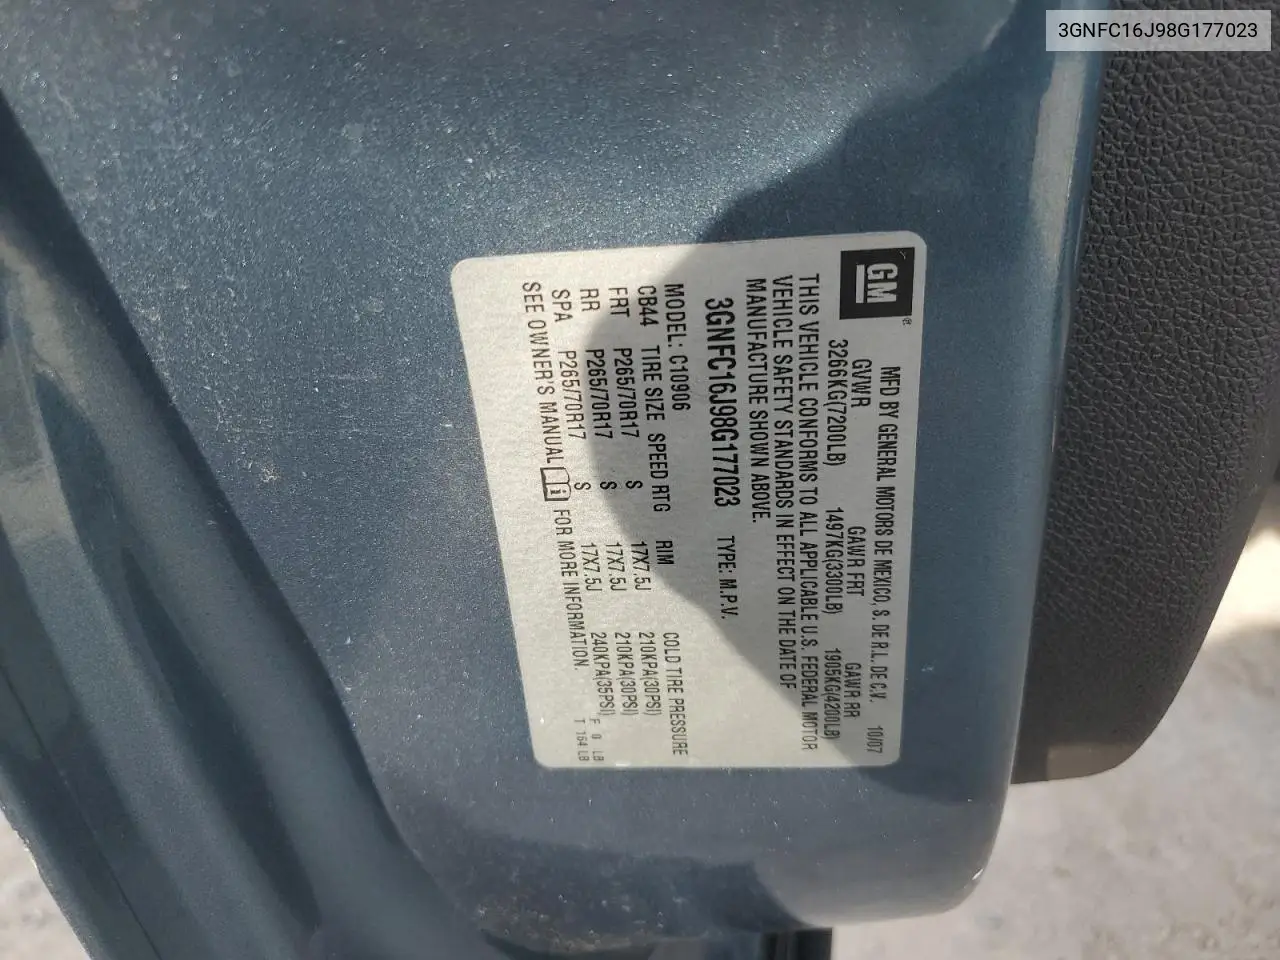 3GNFC16J98G177023
GM®
MFD BY GENERAL MOTORS DE MEXICO, S. DE R.L. DE C.V. 10/07
GVWR GAWR FRT GAWR RR
3266KG(7200LB) 1497KG(3300LB) 1905KG(4200LB)
THIS VEHICLE CONFORMS TO ALL APPLICABLE U.S. FEDERAL MOTOR
VEHICLE SAFETY STANDARDS IN EFFECT ON THE DATE OF
MANUFACTURE SHOWN ABOVE.
3GNFC16J98G177023 TYPE: M.P.V.
MODEL: C10906
CB44 TIRE SIZE SPEED RTG RIM COLD TIRE PRESSURE
FRT P265/70R17 S 17X7.5J 210KPA(30PSI)
RR P265/70R17 S 17X7.5J 210KPA(30PSI)
SPA P265/70R17 S 17X7.5J 240KPA(35PSI) F 0 LB
SEE OWNER'S MANUAL i FOR MORE INFORMATION. T 164 LB